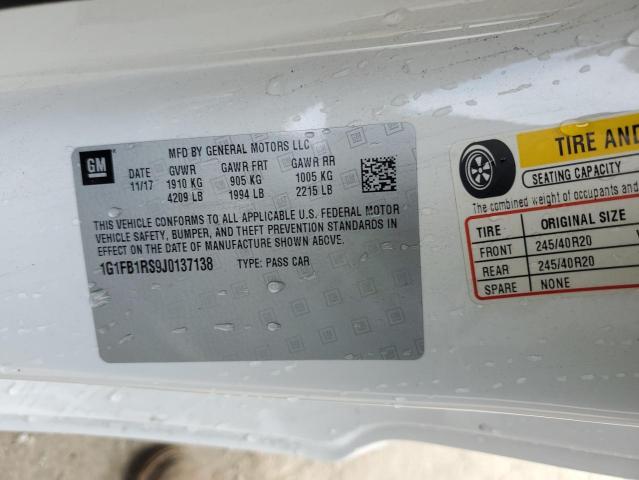 GM
MFD BY GENERAL MOTORS LLC
DATE GVWR GAWR FRT GAWR RR
11/17 1910 KG 905 KG 1005 KG
4209 LB 1994 LB 2215 LB
THIS VEHICLE CONFORMS TO ALL APPLICABLE U.S. FEDERAL MOTOR
VEHICLE SAFETY, BUMPER, AND THEFT PREVENTION STANDARDS IN
EFFECT ON THE DATE OF MANUFACTURE SHOWN ABOVE.
1G1FB1RS9J0137138 TYPE: PASS CAR
TIRE AND
SEATING CAPACITY
The combined weight of occupants and
TIRE ORIGINAL SIZE
FRONT 245/40R20
REAR 245/40R20
SPARE NONE